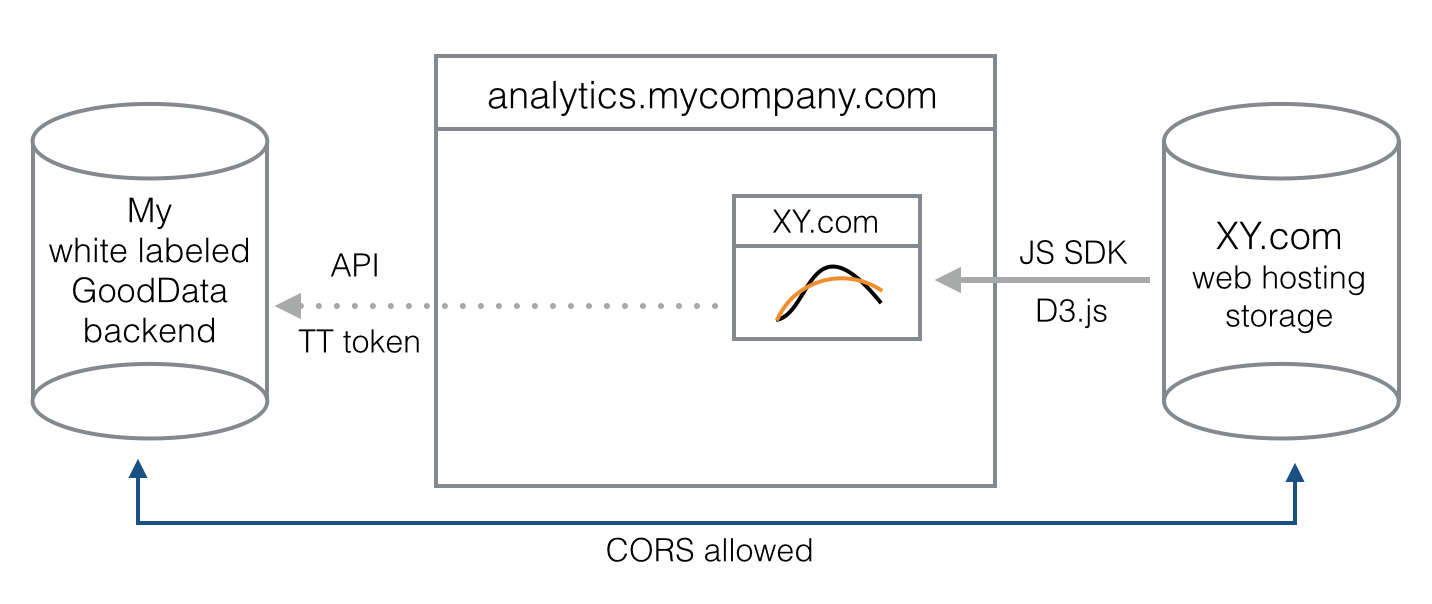 analytics.mycompany.com
My
white labeled
GoodData
backend
API
TT token
XY.com
JS SDK
D3.js
XY.com
web hosting
storage
CORS allowed